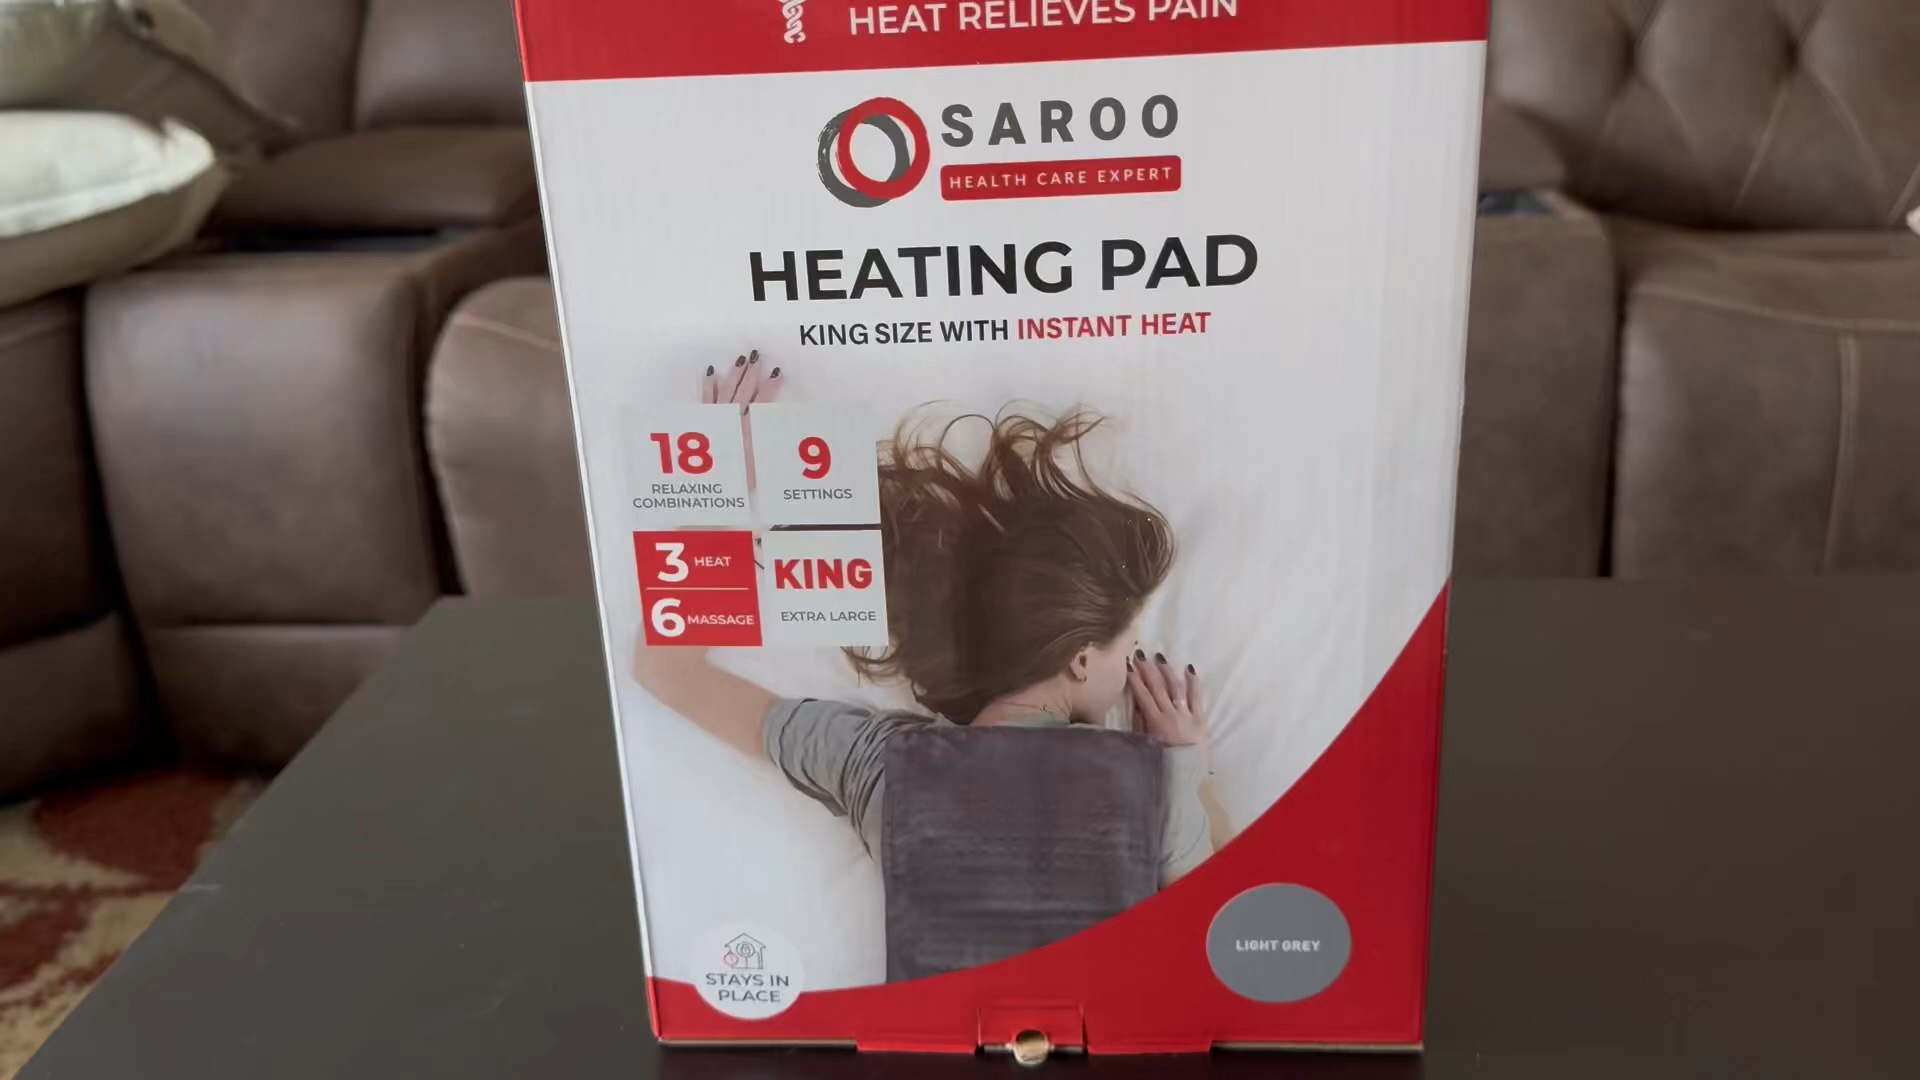 HEAT RELIEVES PAIN
SAROO
HEALTH CARE EXPERT
HEATING PAD
KING SIZE WITH INSTANT HEAT
18
RELAXING
COMBINATIONS
9
SETTINGS
3 HEAT
6 MASSAGE
KING
EXTRA LARGE
STAYS IN
PLACE
LIGHT GREY